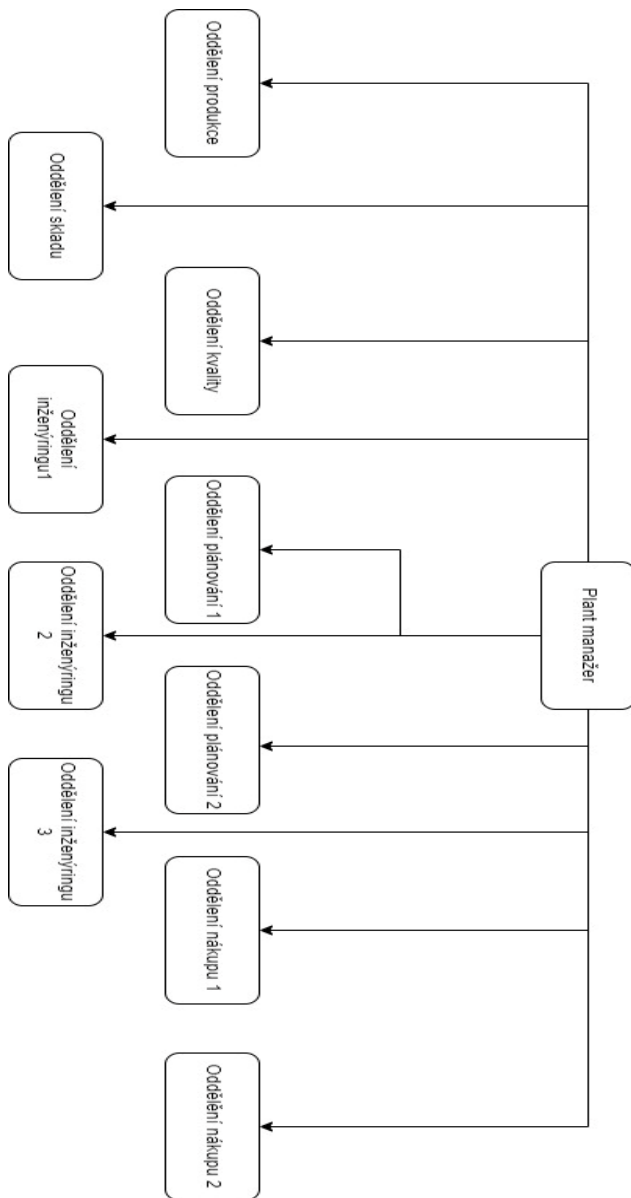 Plant manažer
Oddělení produkce
Oddělení kvality
Oddělení plánování 1
Oddělení plánování 2
Oddělení nákupu 1
Oddělění nákupu 2
Oddělení skladu
Oddělení
inženýringu1
Oddělení inženýringu
2
Oddělení inženýringu
3